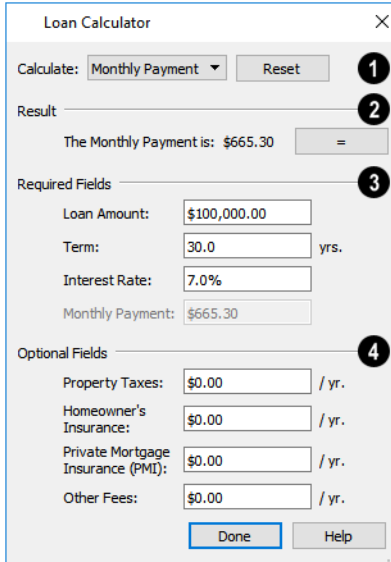 Loan Calculator
Calculate: Monthly Payment Reset 1
Result 2
The Monthly Payment is: $665.30 =
Required Fields 3
Loan Amount: $100,000.00
Term: 30.0 yrs.
Interest Rate: 7.0%
Monthly Payment: $665.30
Optional Fields 4
Property Taxes: $0.00 / yr.
Homeowner's
Insurance: $0.00 / yr.
Private Mortgage
Insurance (PMI): $0.00 / yr.
Other Fees: $0.00 / yr.
Done Help